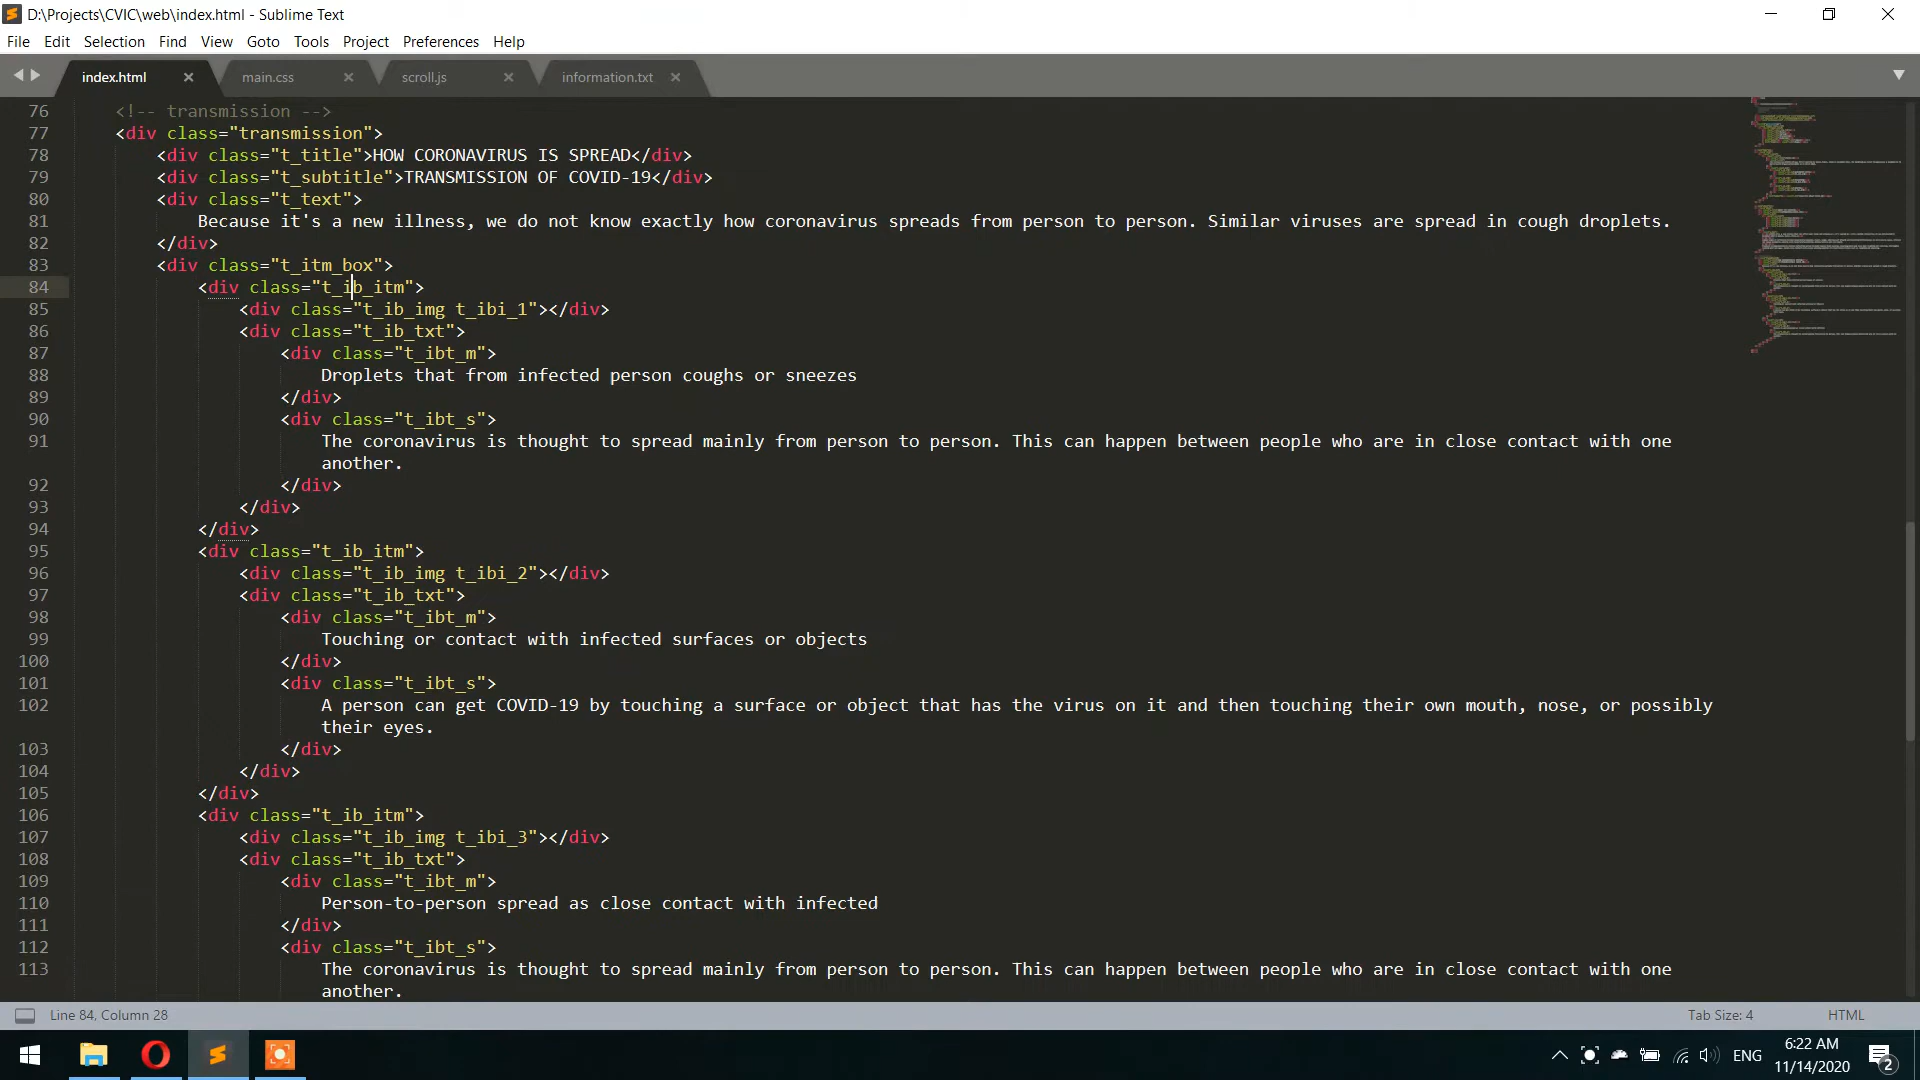 D:\Projects\CVIC\web\index.html - Sublime Text
File Edit Selection Find View Goto Tools Project Preferences Help
index.html main.css scroll.js information.txt
76 <!-- transmission -->
77 <div class="transmission">
78 <div class="t_title">HOW CORONAVIRUS IS SPREAD</div>
79 <div class="t_subtitle">TRANSMISSION OF COVID-19</div>
80 <div class="t_text">
81 Because it's a new illness, we do not know exactly how coronavirus spreads from person to person. Similar viruses are spread in cough droplets.
82 </div>
83 <div class="t_itm_box">
84 <div class="t_ib_itm">
85 <div class="t_ib_img t_ibi_1"></div>
86 <div class="t_ib_txt">
87 <div class="t_ibt_m">
88 Droplets that from infected person coughs or sneezes
89 </div>
90 <div class="t_ibt_s">
91 The coronavirus is thought to spread mainly from person to person. This can happen between people who are in close contact with one
another.
92 </div>
93 </div>
94 </div>
95 <div class="t_ib_itm">
96 <div class="t_ib_img t_ibi_2"></div>
97 <div class="t_ib_txt">
98 <div class="t_ibt_m">
99 Touching or contact with infected surfaces or objects
100 </div>
101 <div class="t_ibt_s">
102 A person can get COVID-19 by touching a surface or object that has the virus on it and then touching their own mouth, nose, or possibly
their eyes.
103 </div>
104 </div>
105 </div>
106 <div class="t_ib_itm">
107 <div class="t_ib_img t_ibi_3"></div>
108 <div class="t_ib_txt">
109 <div class="t_ibt_m">
110 Person-to-person spread as close contact with infected
111 </div>
112 <div class="t_ibt_s">
113 The coronavirus is thought to spread mainly from person to person. This can happen between people who are in close contact with one
another.
Line 84, Column 28 Tab Size: 4 HTML
ENG 6:22 AM
11/14/2020 2